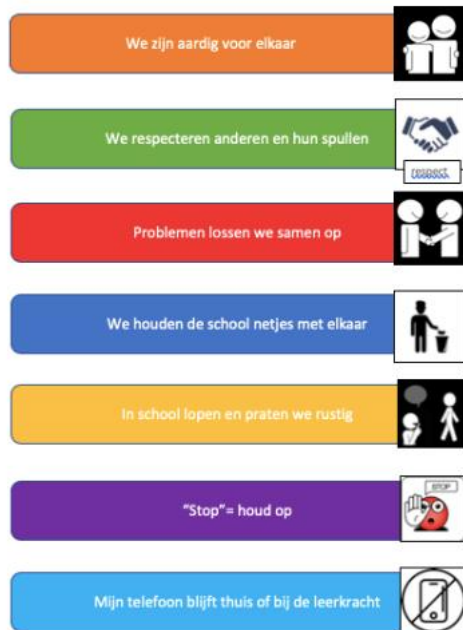 We zijn aardig voor elkaar
We respecteren anderen en hun spullen
respect
Problemen lossen we samen op
We houden de school netjes met elkaar
In school lopen en praten we rustig
STOP
"Stop"= houd op
Mijn telefoon blijft thuis of bij de leerkracht